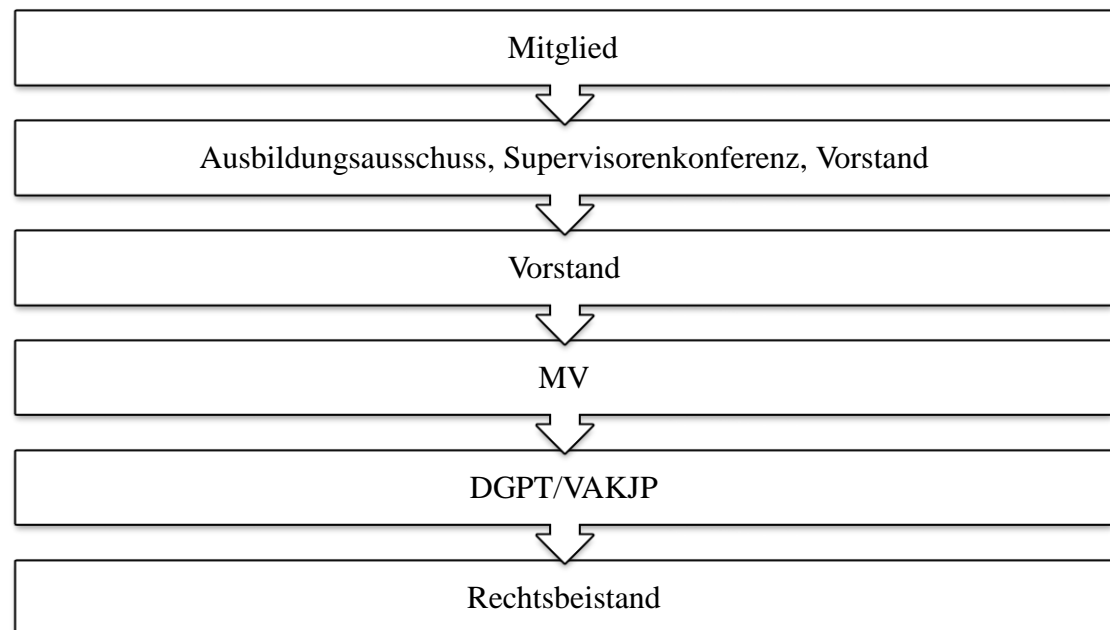 Mitglied
Ausbildungsausschuss, Supervisorenkonferenz, Vorstand
Vorstand
MV
DGPT/VAKJP
Rechtsbeistand